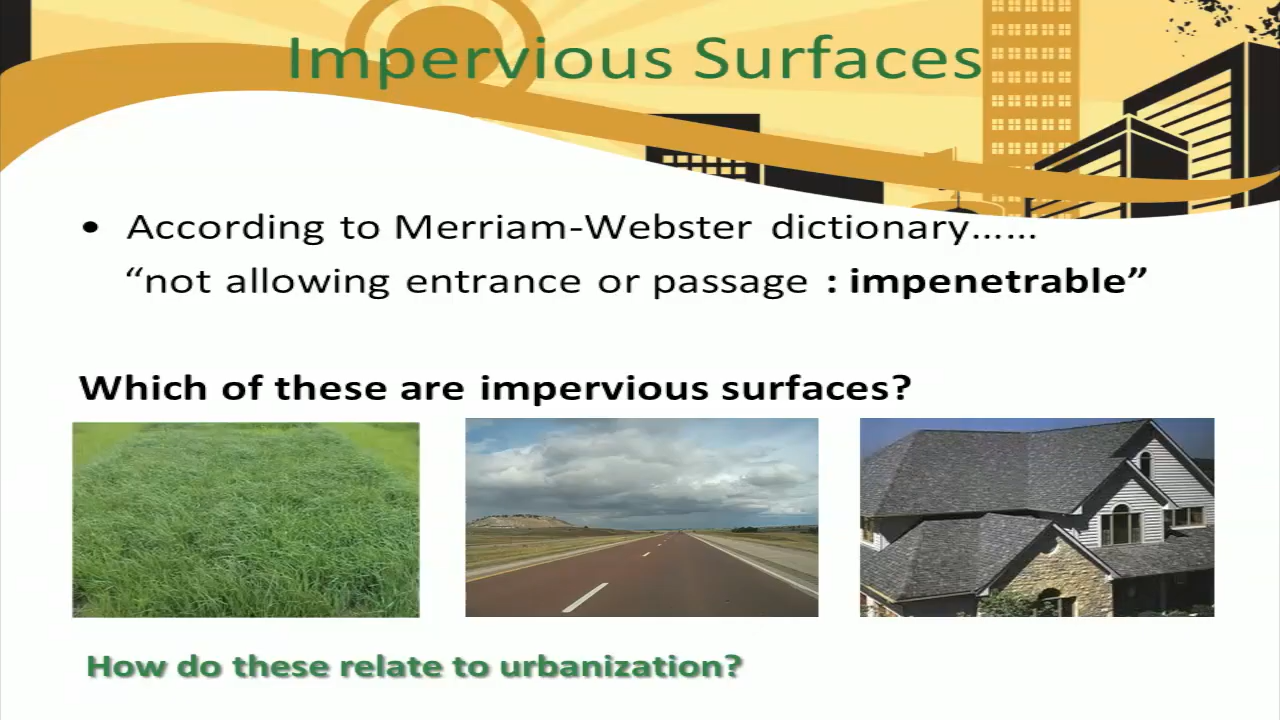 Impervious Surfaces
• According to Merriam-Webster dictionary......
“not allowing entrance or passage : impenetrable”
Which of these are impervious surfaces?
How do these relate to urbanization?